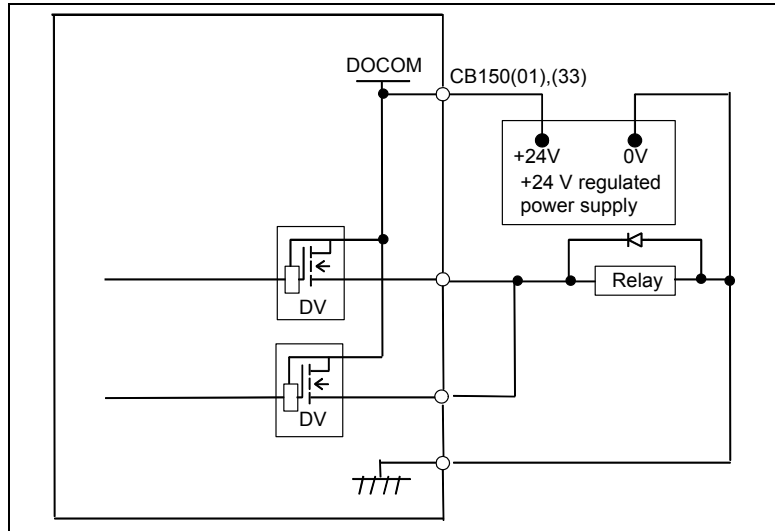 DOCOM
CB150(01),(33)
+24V 0V
+24 V regulated
power supply
Relay
DV
DV